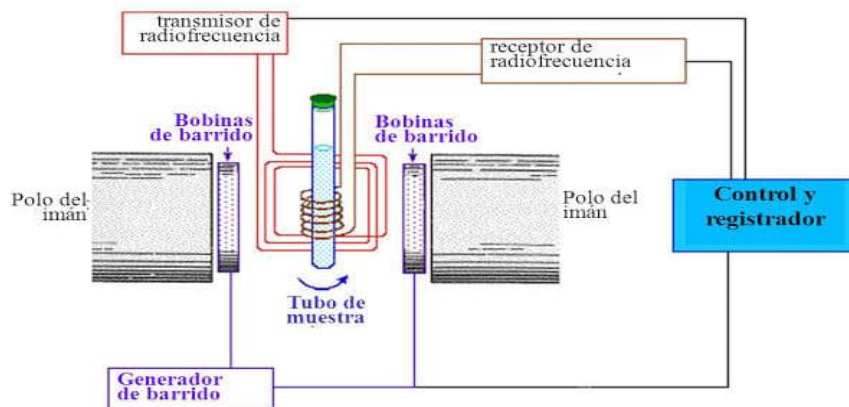 transmisor de
radiofrecuencia
receptor de
radiofrecuencia
Bobinas
de barrido
Bobinas
de barrido
Polo del
imán
Polo del
imán
Control y
registrador
Tubo de
muestra
Generador
de barrido